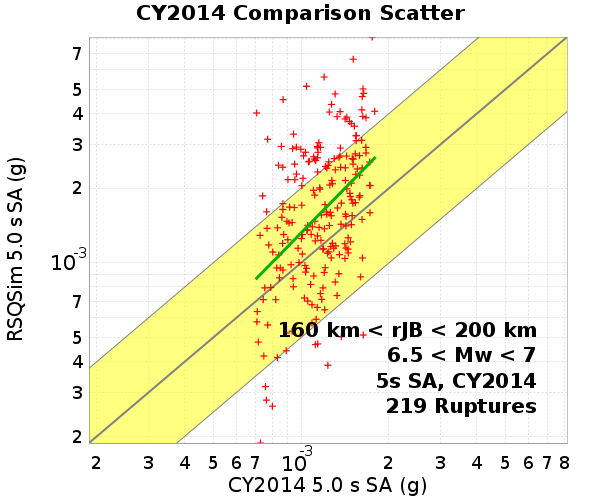 CY2014 Comparison Scatter
RSQSim 5.0 s SA (g)
7
5
4
3
2
10-3
7
5
4
3
2
160 km < rJB < 200 km
6.5 < Mw < 7
5s SA, CY2014
219 Ruptures
2 3 4 5 6 7 10-3 2 3 4 5 6 7 8
CY2014 5.0 s SA (g)